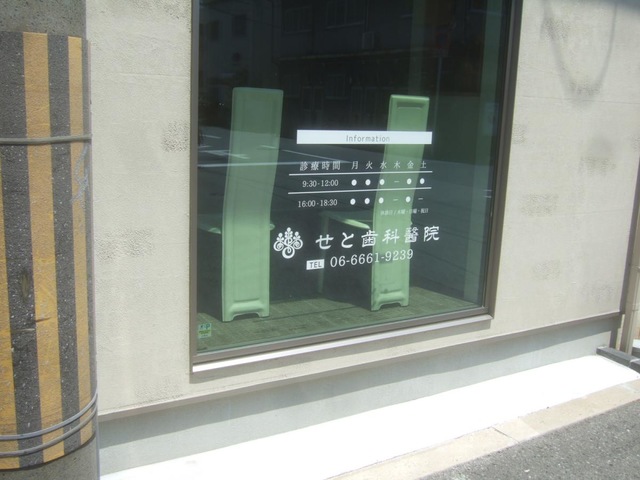 Information
診療時間 月 火 水 木 金 土
9:30-12:00 ● ● ● － ● ●
16:00-18:30 ● ● ● － ● －
せと歯科醫院
TEL 06-6661-9239